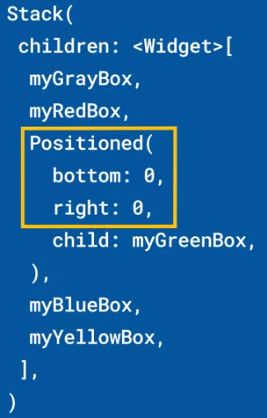 Stack(
children: <Widget>[
myGrayBox,
myRedBox,
Positioned(
bottom: 0,
right: 0,
child: myGreenBox,
),
myBlueBox,
myYellowBox,
],
)